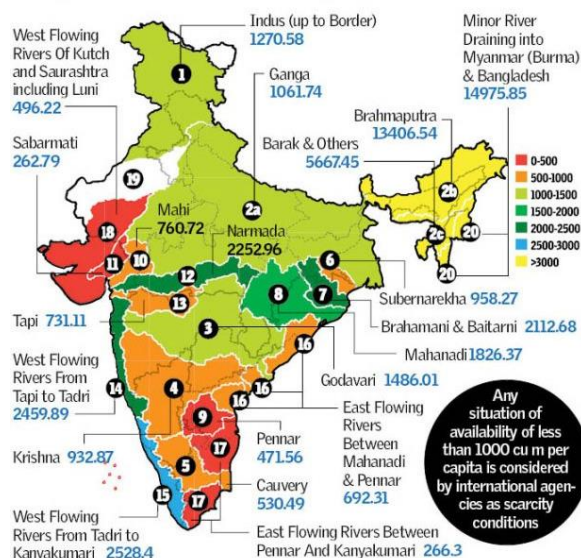 Indus (up to Border)
1270.58
West Flowing
Rivers Of Kutch
and Saurashtra
including Luni
496.22
Ganga
1061.74
Minor River
Draining into
Myanmar (Burma)
& Bangladesh
14975.85
Brahmaputra
13406.54
Barak & Others
5667.45
Sabarmati
262.79
Mahi
760.72
Narmada
2252.96
0-500
500-1000
1000-1500
1500-2000
2000-2500
2500-3000
>3000
1
19
2a
2b
2c
20
20
18
11
10
12
6
13
8
7
3
16
16
16
14
4
9
17
5
15
17
Subernarekha 958.27
Tapi 731.11
Brahamani & Baitarni 2112.68
Mahanadi 1826.37
Godavari 1486.01
West Flowing
Rivers From
Tapi to Tadri
2459.89
East Flowing
Rivers
Between
Mahanadi
& Pennar
692.31
Krishna 932.87
Pennar
471.56
Cauvery
530.49
West Flowing
Rivers From Tadri to
Kanyakumari 2528.4
East Flowing Rivers Between
Pennar And Kanyakumari 266.3
Any
situation of
availability of less
than 1000 cu m per
capita is considered
by international agen-
cies as scarcity
conditions